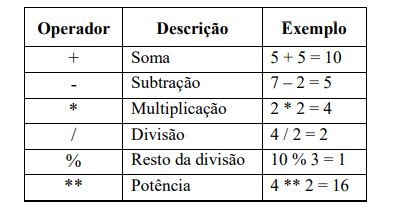 Operador Descrição Exemplo
+ Soma 5 + 5 = 10
- Subtração 7 – 2 = 5
* Multiplicação 2 * 2 = 4
/ Divisão 4 / 2 = 2
% Resto da divisão 10 % 3 = 1
** Potência 4 ** 2 = 16